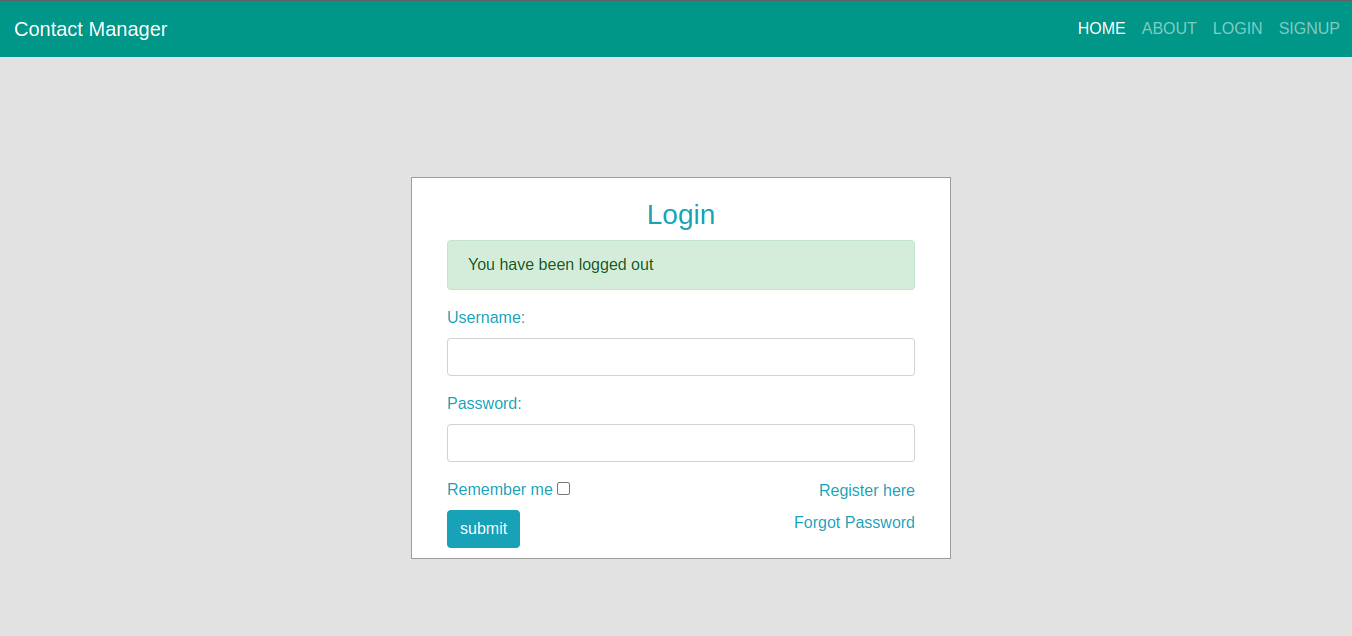 Contact Manager HOME ABOUT LOGIN SIGNUP
Login
You have been logged out
Username:
Password:
Remember me Register here
submit Forgot Password